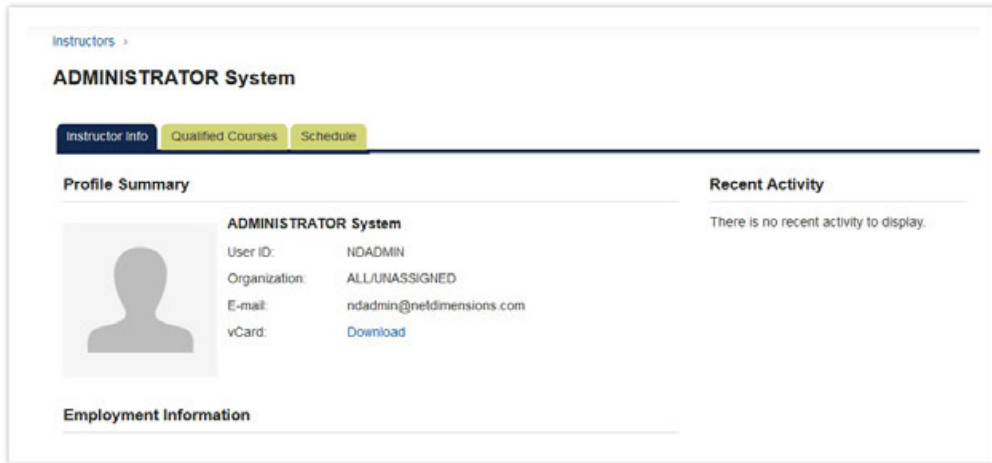 Instructors >
ADMINISTRATOR System
Instructor Info Qualified Courses Schedule
Profile Summary
ADMINISTRATOR System
User ID: NDADMIN
Organization: ALL/UNASSIGNED
E-mail: ndadmin@netdimensions.com
vCard: Download
Employment Information
Recent Activity
There is no recent activity to display.